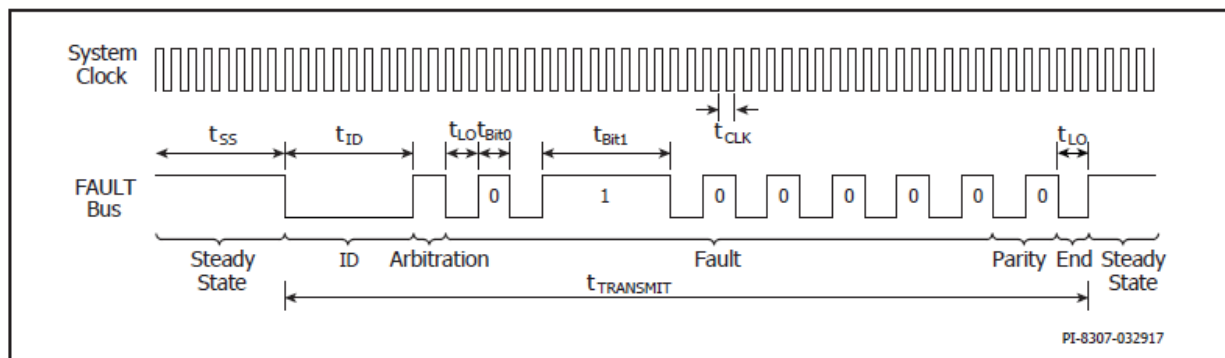 System
Clock
tSS
tID
tLO
tBit0
tBit1
tCLK
tLO
FAULT
Bus
0
1
0
0
0
0
0
0
Steady
State
ID
Arbitration
Fault
Parity
End
Steady
State
tTRANSMIT
PI-8307-032917